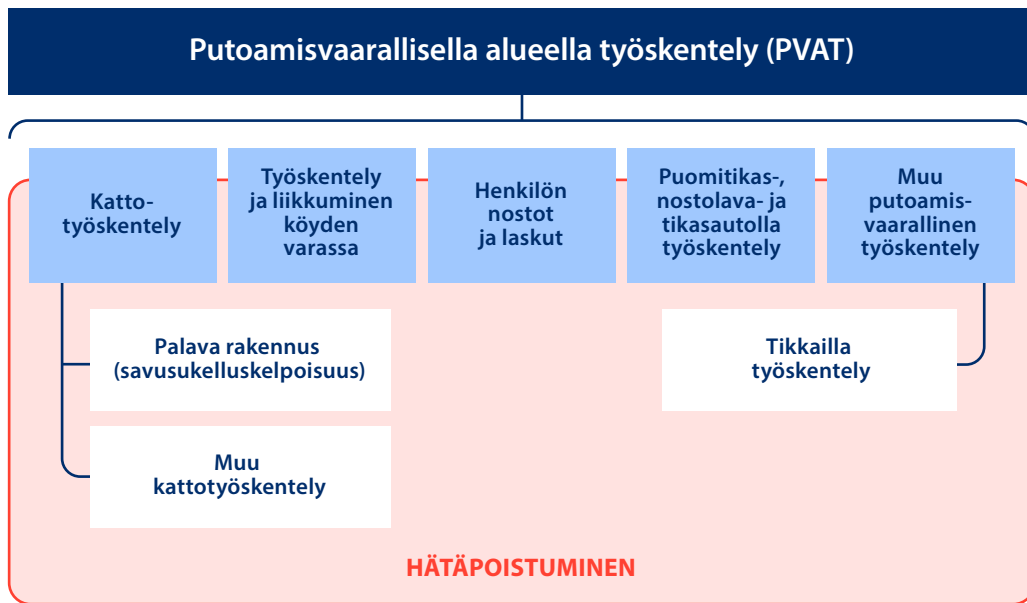 Putoamisvaarallisella alueella työskentely (PVAT)
Katto-
työskentely
Työskentely
ja liikkuminen
köyden
varassa
Henkilön
nostot
ja laskut
Puomitikas-,
nostolava- ja
tikasautolla
työskentely
Muu
putoamis-
vaarallinen
työskentely
Palava rakennus
(savusukelluskelpoisuus)
Tikkailla
työskentely
Muu
kattotyöskentely
HÄTÄPOISTUMINEN